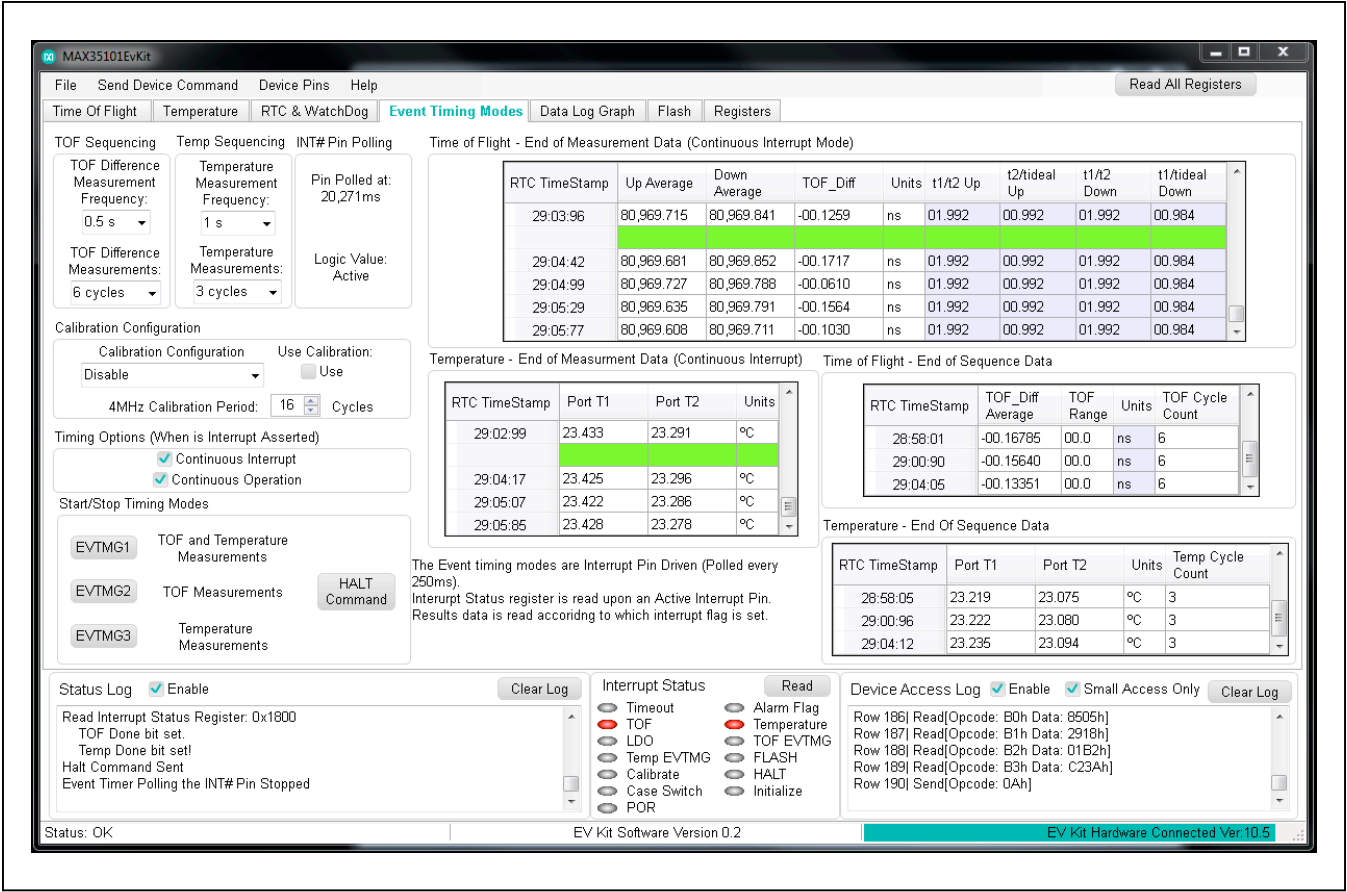 MAX35101EvKit
File Send Device Command Device Pins Help Read All Registers
Time Of Flight Temperature RTC & WatchDog Event Timing Modes Data Log Graph Flash Registers
TOF Sequencing Temp Sequencing INT# Pin Polling
TOF Difference
Measurement
Frequency:
0.5 s
TOF Difference
Measurements:
6 cycles
Temperature
Measurement
Frequency:
1 s
Temperature
Measurements:
3 cycles
Pin Polled at:
20,271ms
Logic Value:
Active
Calibration Configuration
Calibration Configuration Use Calibration:
Disable Use
4MHz Calibration Period: 16 Cycles
Timing Options (When is Interrupt Asserted)
Continuous Interrupt
Continuous Operation
Start/Stop Timing Modes
EVTMG1 TOF and Temperature
Measurements
EVTMG2 TOF Measurements
HALT
Command
EVTMG3 Temperature
Measurements
Time of Flight - End of Measurement Data (Continuous Interrupt Mode)
RTC TimeStamp Up Average Down Average TOF_Diff Units t1/t2 Up t2/tideal Up t1/t2 Down t1/tideal Down
29:03:96 80,969.715 80,969.841 -00.1259 ns 01.992 00.992 01.992 00.984
29:04:42 80,969.681 80,969.852 -00.1717 ns 01.992 00.992 01.992 00.984
29:04:99 80,969.727 80,969.788 -00.0610 ns 01.992 00.992 01.992 00.984
29:05:29 80,969.635 80,969.791 -00.1564 ns 01.992 00.992 01.992 00.984
29:05:77 80,969.608 80,969.711 -00.1030 ns 01.992 00.992 01.992 00.984
Temperature - End of Measurment Data (Continuous Interrupt)
RTC TimeStamp Port T1 Port T2 Units
29:02:99 23.433 23.291 ºC
29:04:17 23.425 23.296 ºC
29:05:07 23.422 23.286 ºC
29:05:85 23.428 23.278 ºC
The Event timing modes are Interrupt Pin Driven (Polled every
250ms).
Interurpt Status register is read upon an Active Interrupt Pin.
Results data is read accoridng to which interrupt flag is set.
Time of Flight - End of Sequence Data
RTC TimeStamp TOF_Diff Average TOF Range Units TOF Cycle Count
28:58:01 -00.16785 00.0 ns 6
29:00:90 -00.15640 00.0 ns 6
29:04:05 -00.13351 00.0 ns 6
Temperature - End Of Sequence Data
RTC TimeStamp Port T1 Port T2 Units Temp Cycle Count
28:58:05 23.219 23.075 ºC 3
29:00:96 23.222 23.080 ºC 3
29:04:12 23.235 23.094 ºC 3
Status Log Enable Clear Log
Read Interrupt Status Register: 0x1800
TOF Done bit set.
Temp Done bit set!
Halt Command Sent
Event Timer Polling the INT# Pin Stopped
Interrupt Status Read
Timeout Alarm Flag
TOF Temperature
LDO TOF EVTMG
Temp EVTMG FLASH
Calibrate HALT
Case Switch Initialize
POR
Device Access Log Enable Small Access Only Clear Log
Row 186| Read[Opcode: B0h Data: 8505h]
Row 187| Read[Opcode: B1h Data: 2918h]
Row 188| Read[Opcode: B2h Data: 01B2h]
Row 189| Read[Opcode: B3h Data: C23Ah]
Row 190| Send[Opcode: 0Ah]
Status: OK EV Kit Software Version 0.2 EV Kit Hardware Connected Ver:10.5